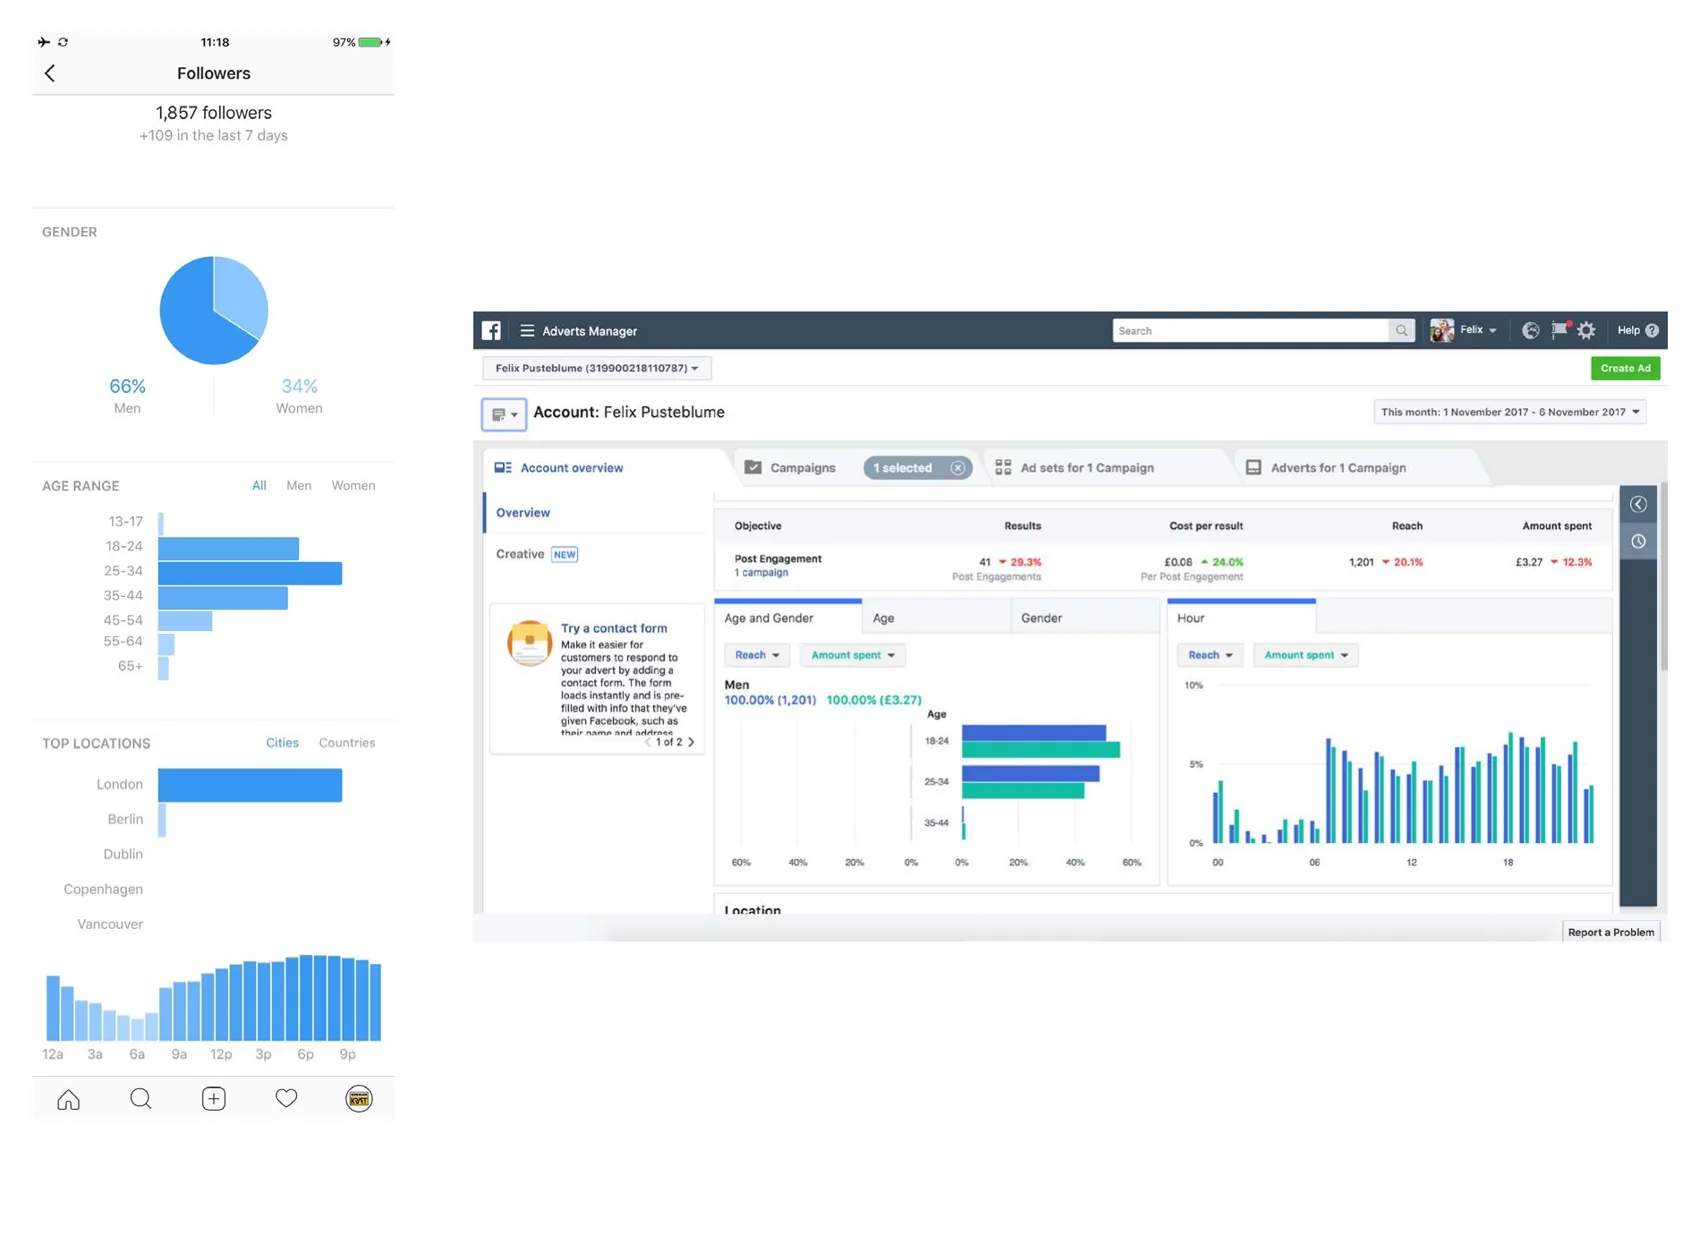 11:18
97%
Followers
1,857 followers
+109 in the last 7 days
GENDER
66%
Men
34%
Women
AGE RANGE
All Men Women
13-17
18-24
25-34
35-44
45-54
55-64
65+
TOP LOCATIONS
Cities Countries
London
Berlin
Dublin
Copenhagen
Vancouver
12a 3a 6a 9a 12p 3p 6p 9p
Adverts Manager
Search
Felix
Help
Felix Pusteblume (319900218110787)
Create Ad
Account: Felix Pusteblume
This month: 1 November 2017 - 6 November 2017
Account overview
Campaigns
1 selected
Ad sets for 1 Campaign
Adverts for 1 Campaign
Overview
Creative NEW
Try a contact form
Make it easier for
customers to respond to
your advert by adding a
contact form. The form
loads instantly and is pre-
filled with info that they've
given Facebook, such as
their name and address,
1 of 2
Objective Results Cost per result Reach Amount spent
Post Engagement
1 campaign
41 29.3%
Post Engagements
£0.08 24.0%
Per Post Engagement
1,201 20.1%
£3.27 12.3%
Age and Gender Age Gender
Reach Amount spent
Men
100.00% (1,201) 100.00% (£3.27)
Age
18-24
25-34
35-44
60% 40% 20% 0% 0% 20% 40% 60%
Hour
Reach Amount spent
10%
5%
0%
00 06 12 18
Location
Report a Problem